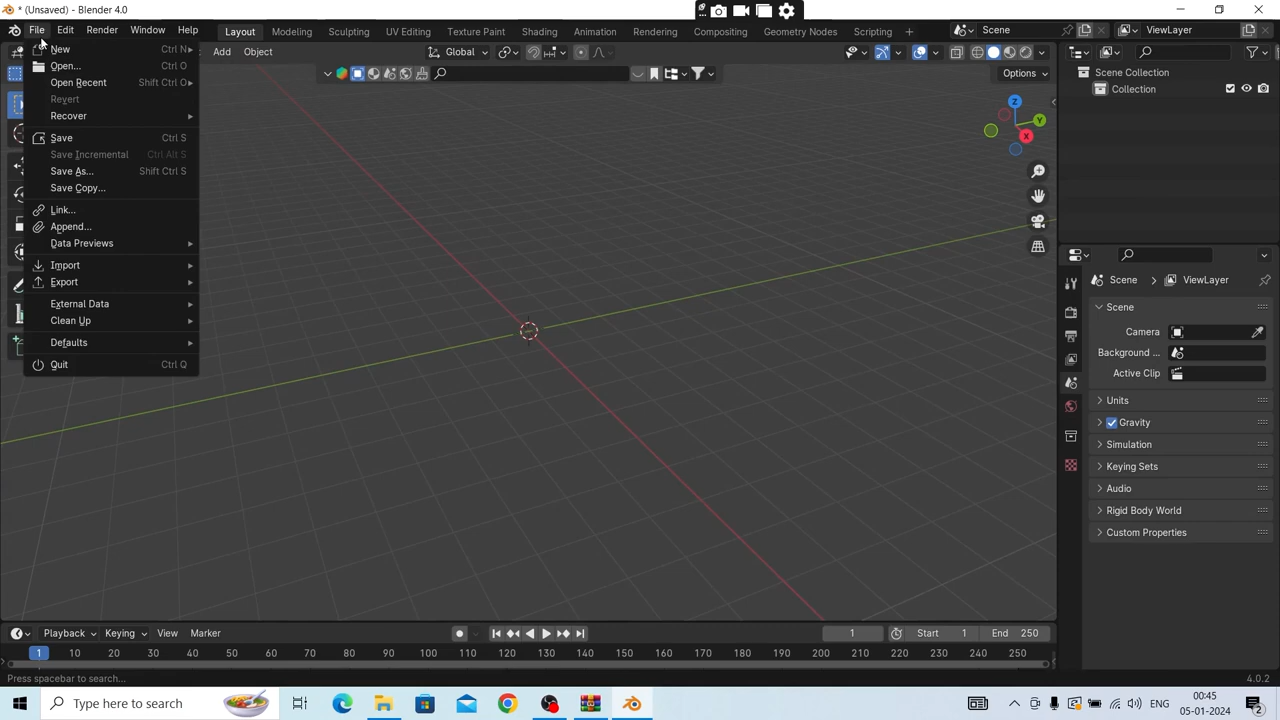 * (Unsaved) - Blender 4.0
File Edit Render Window Help Layout Modeling Sculpting UV Editing Texture Paint Shading Animation Rendering Compositing Geometry Nodes Scripting + Scene ViewLayer
Add Object Global
Options
New Ctrl N
Open... Ctrl O
Open Recent Shift Ctrl O
Revert
Recover
Save Ctrl S
Save Incremental Ctrl Alt S
Save As... Shift Ctrl S
Save Copy...
Link...
Append...
Data Previews
Import
Export
External Data
Clean Up
Defaults
Quit Ctrl Q
Z
Y
X
Scene Collection
Collection
Scene > ViewLayer
Scene
Camera
Background ...
Active Clip
Units
Gravity
Simulation
Keying Sets
Audio
Rigid Body World
Custom Properties
Playback Keying View Marker 1 Start 1 End 250
1 10 20 30 40 50 60 70 80 90 100 110 120 130 140 150 160 170 180 190 200 210 220 230 240 250
Press spacebar to search... 4.0.2
Type here to search
ENG
00:45
05-01-2024
2